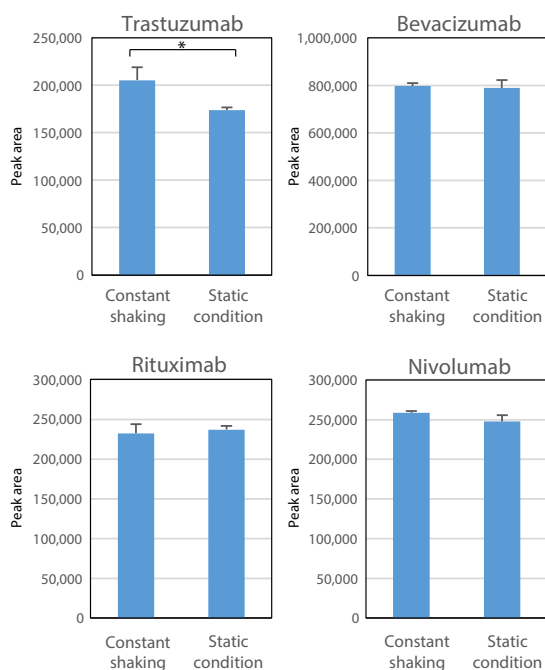 Trastuzumab
250,000
200,000
150,000
100,000
50,000
0
Peak area
*
Constant shaking
Static condition
Bevacizumab
1,000,000
800,000
600,000
400,000
200,000
0
Peak area
Constant shaking
Static condition
Rituximab
300,000
250,000
200,000
150,000
100,000
50,000
0
Peak area
Constant shaking
Static condition
Nivolumab
300,000
250,000
200,000
150,000
100,000
50,000
0
Peak area
Constant shaking
Static condition